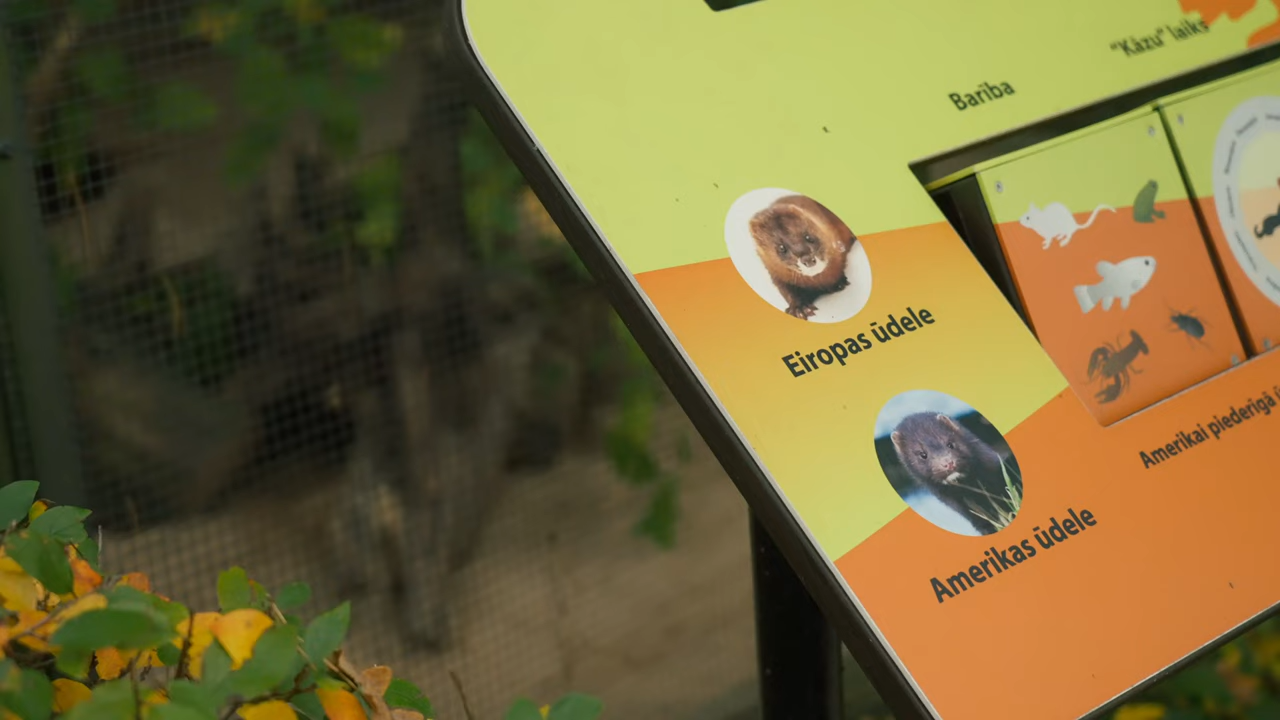 "Kāzu" laiks
Barība
Eiropas ūdele
Amerikas ūdele
Amerikai piederīgā